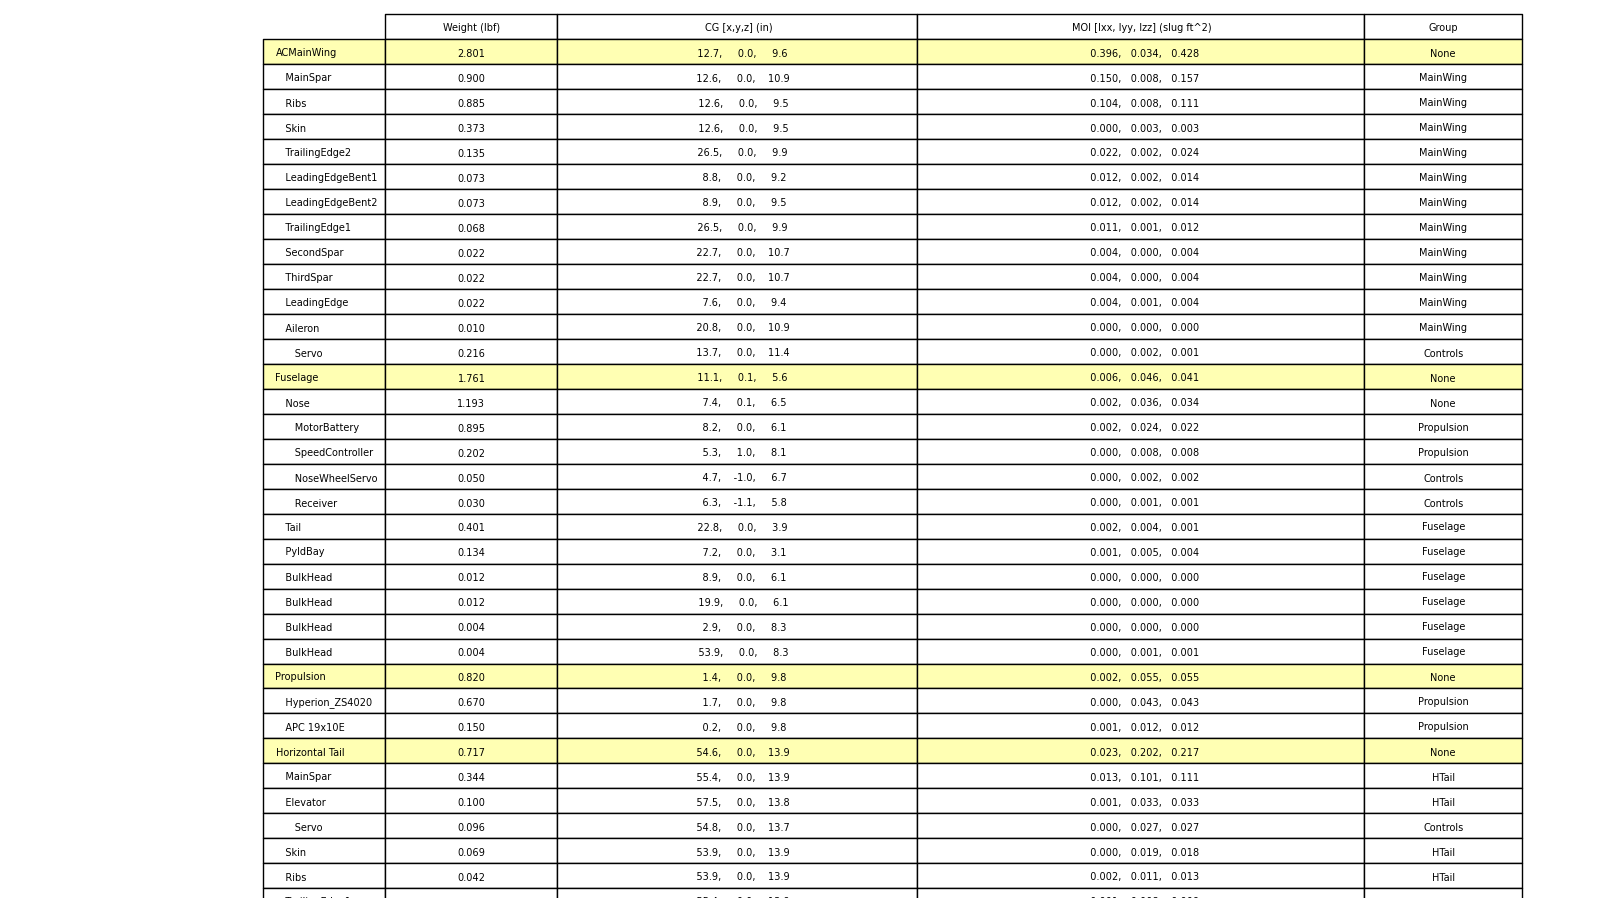 Weight (lbf) CG [x,y,z] (in) MOI [Ixx, Iyy, Izz] (slug ft^2) Group
ACMainWing 2.801 12.7, 0.0, 9.6 0.396, 0.034, 0.428 None
MainSpar 0.900 12.6, 0.0, 10.9 0.150, 0.008, 0.157 MainWing
Ribs 0.885 12.6, 0.0, 9.5 0.104, 0.008, 0.111 MainWing
Skin 0.373 12.6, 0.0, 9.5 0.000, 0.003, 0.003 MainWing
TrailingEdge2 0.135 26.5, 0.0, 9.9 0.022, 0.002, 0.024 MainWing
LeadingEdgeBent1 0.073 8.8, 0.0, 9.2 0.012, 0.002, 0.014 MainWing
LeadingEdgeBent2 0.073 8.9, 0.0, 9.5 0.012, 0.002, 0.014 MainWing
TrailingEdge1 0.068 26.5, 0.0, 9.9 0.011, 0.001, 0.012 MainWing
SecondSpar 0.022 22.7, 0.0, 10.7 0.004, 0.000, 0.004 MainWing
ThirdSpar 0.022 22.7, 0.0, 10.7 0.004, 0.000, 0.004 MainWing
LeadingEdge 0.022 7.6, 0.0, 9.4 0.004, 0.001, 0.004 MainWing
Aileron 0.010 20.8, 0.0, 10.9 0.000, 0.000, 0.000 MainWing
Servo 0.216 13.7, 0.0, 11.4 0.000, 0.002, 0.001 Controls
Fuselage 1.761 11.1, 0.1, 5.6 0.006, 0.046, 0.041 None
Nose 1.193 7.4, 0.1, 6.5 0.002, 0.036, 0.034 None
MotorBattery 0.895 8.2, 0.0, 6.1 0.002, 0.024, 0.022 Propulsion
SpeedController 0.202 5.3, 1.0, 8.1 0.000, 0.008, 0.008 Propulsion
NoseWheelServo 0.050 4.7, -1.0, 6.7 0.000, 0.002, 0.002 Controls
Receiver 0.030 6.3, -1.1, 5.8 0.000, 0.001, 0.001 Controls
Tail 0.401 22.8, 0.0, 3.9 0.002, 0.004, 0.001 Fuselage
PyldBay 0.134 7.2, 0.0, 3.1 0.001, 0.005, 0.004 Fuselage
BulkHead 0.012 8.9, 0.0, 6.1 0.000, 0.000, 0.000 Fuselage
BulkHead 0.012 19.9, 0.0, 6.1 0.000, 0.000, 0.000 Fuselage
BulkHead 0.004 2.9, 0.0, 8.3 0.000, 0.000, 0.000 Fuselage
BulkHead 0.004 53.9, 0.0, 8.3 0.000, 0.001, 0.001 Fuselage
Propulsion 0.820 1.4, 0.0, 9.8 0.002, 0.055, 0.055 None
Hyperion_ZS4020 0.670 1.7, 0.0, 9.8 0.000, 0.043, 0.043 Propulsion
APC 19x10E 0.150 0.2, 0.0, 9.8 0.001, 0.012, 0.012 Propulsion
Horizontal Tail 0.717 54.6, 0.0, 13.9 0.023, 0.202, 0.217 None
MainSpar 0.344 55.4, 0.0, 13.9 0.013, 0.101, 0.111 HTail
Elevator 0.100 57.5, 0.0, 13.8 0.001, 0.033, 0.033 HTail
Servo 0.096 54.8, 0.0, 13.7 0.000, 0.027, 0.027 Controls
Skin 0.069 53.9, 0.0, 13.9 0.000, 0.019, 0.018 HTail
Ribs 0.042 53.9, 0.0, 13.9 0.002, 0.011, 0.013 HTail